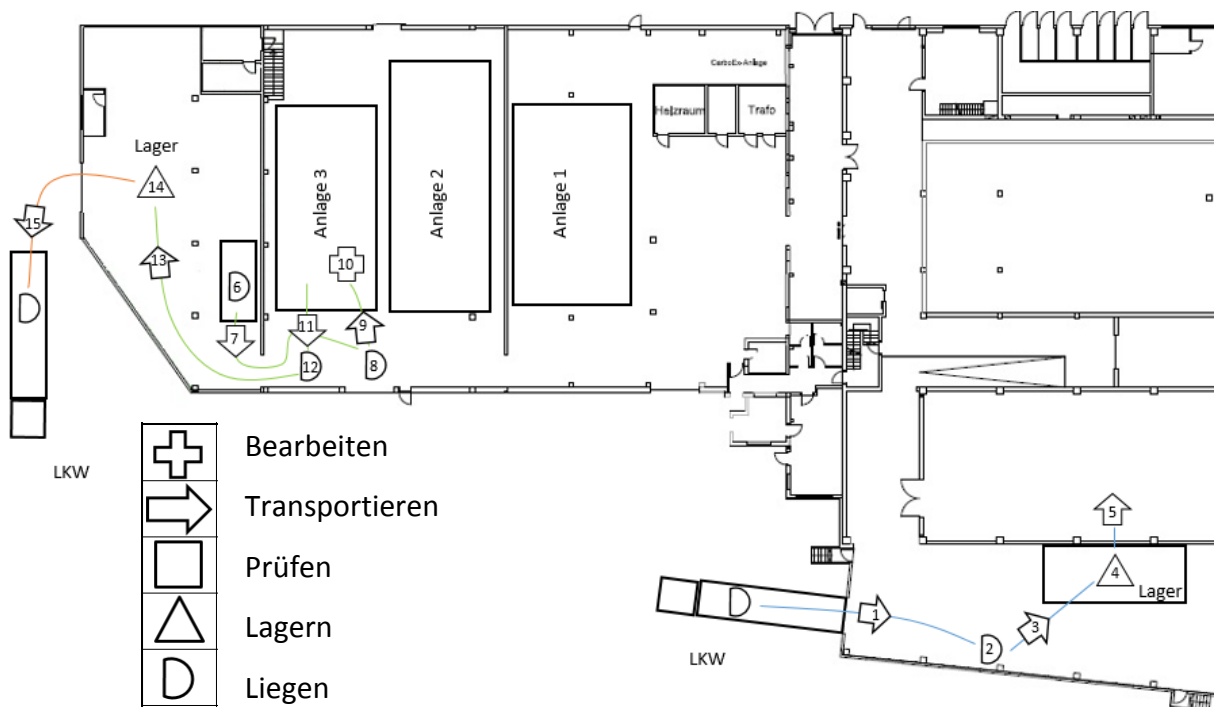 CarboEx-Anlage
Heizraum
Trafo
Lager
14
15
13
6
7
Anlage 3
10
11
9
12
8
Anlage 2
Anlage 1
LKW
Bearbeiten
Transportieren
Prüfen
Lagern
Liegen
5
4
Lager
3
1
2
LKW